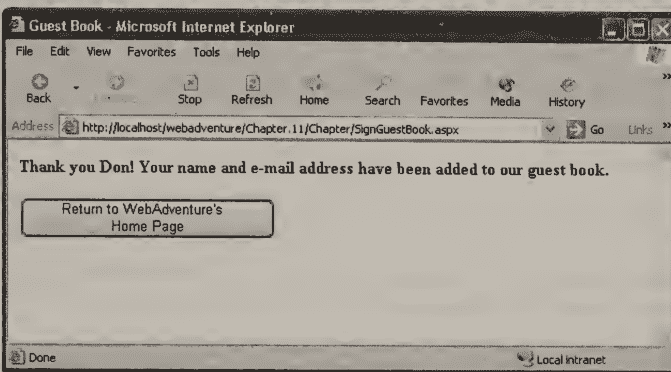 Guest Book - Microsoft Internet Explorer
File Edit View Favorites Tools Help
Back Stop Refresh Home Search Favorites Media History »
Address http://localhost/webadventure/Chapter.11/Chapter/SignGuestBook.aspx Go Links »
Thank you Don! Your name and e-mail address have been added to our guest book.
Return to WebAdventure's
Home Page
Done Local intranet